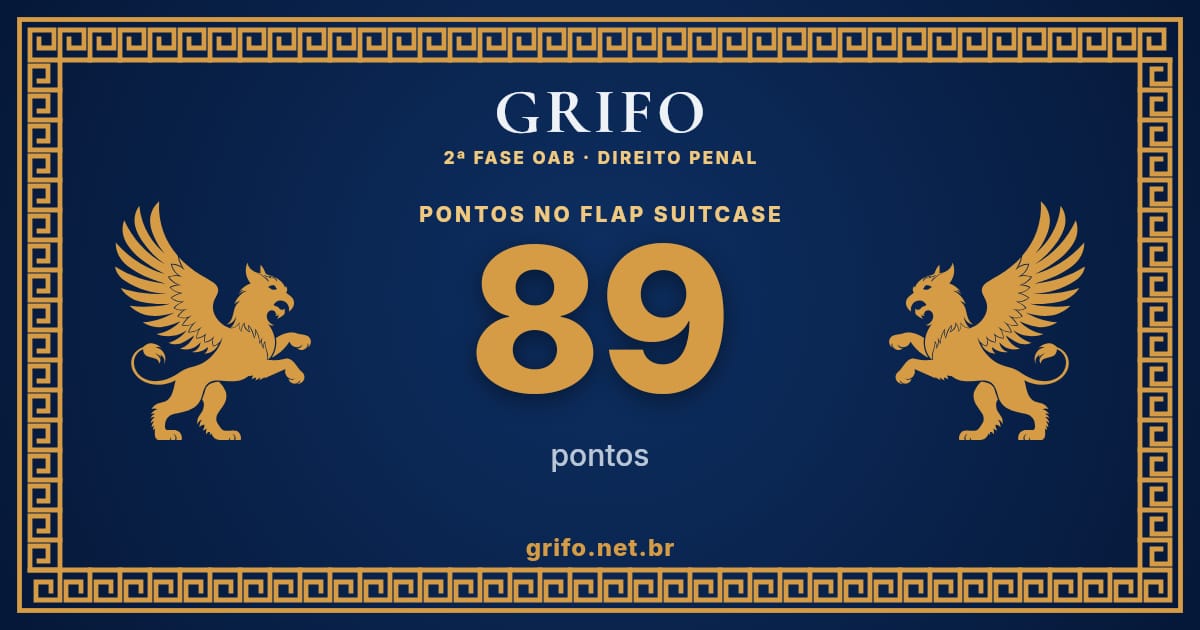 GRIFO
2ª FASE OAB · DIREITO PENAL
PONTOS NO FLAP SUITCASE
89
pontos
grifo.net.br